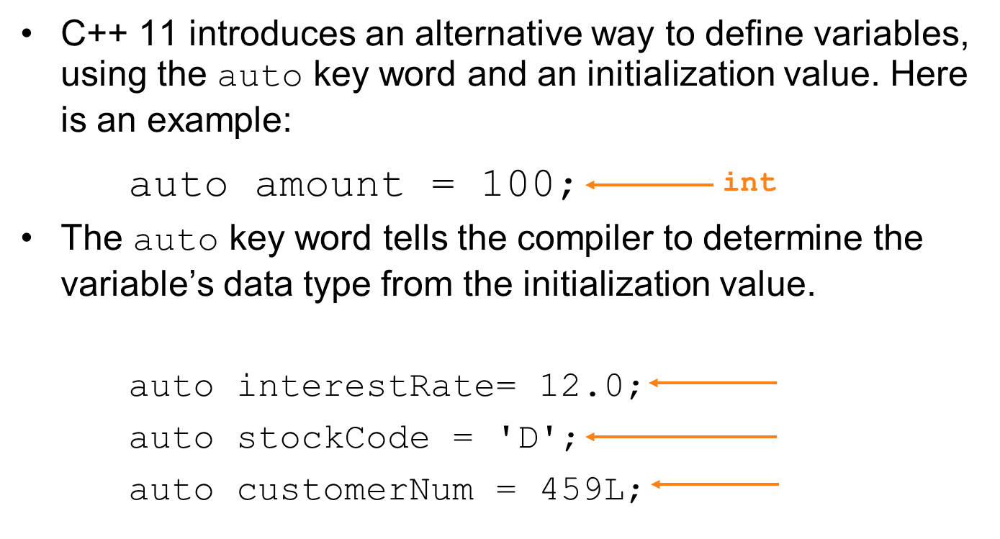 • C++ 11 introduces an alternative way to define variables,
using the auto key word and an initialization value. Here
is an example:
auto amount = 100; int
• The auto key word tells the compiler to determine the
variable’s data type from the initialization value.
auto interestRate= 12.0;
auto stockCode = 'D';
auto customerNum = 459L;